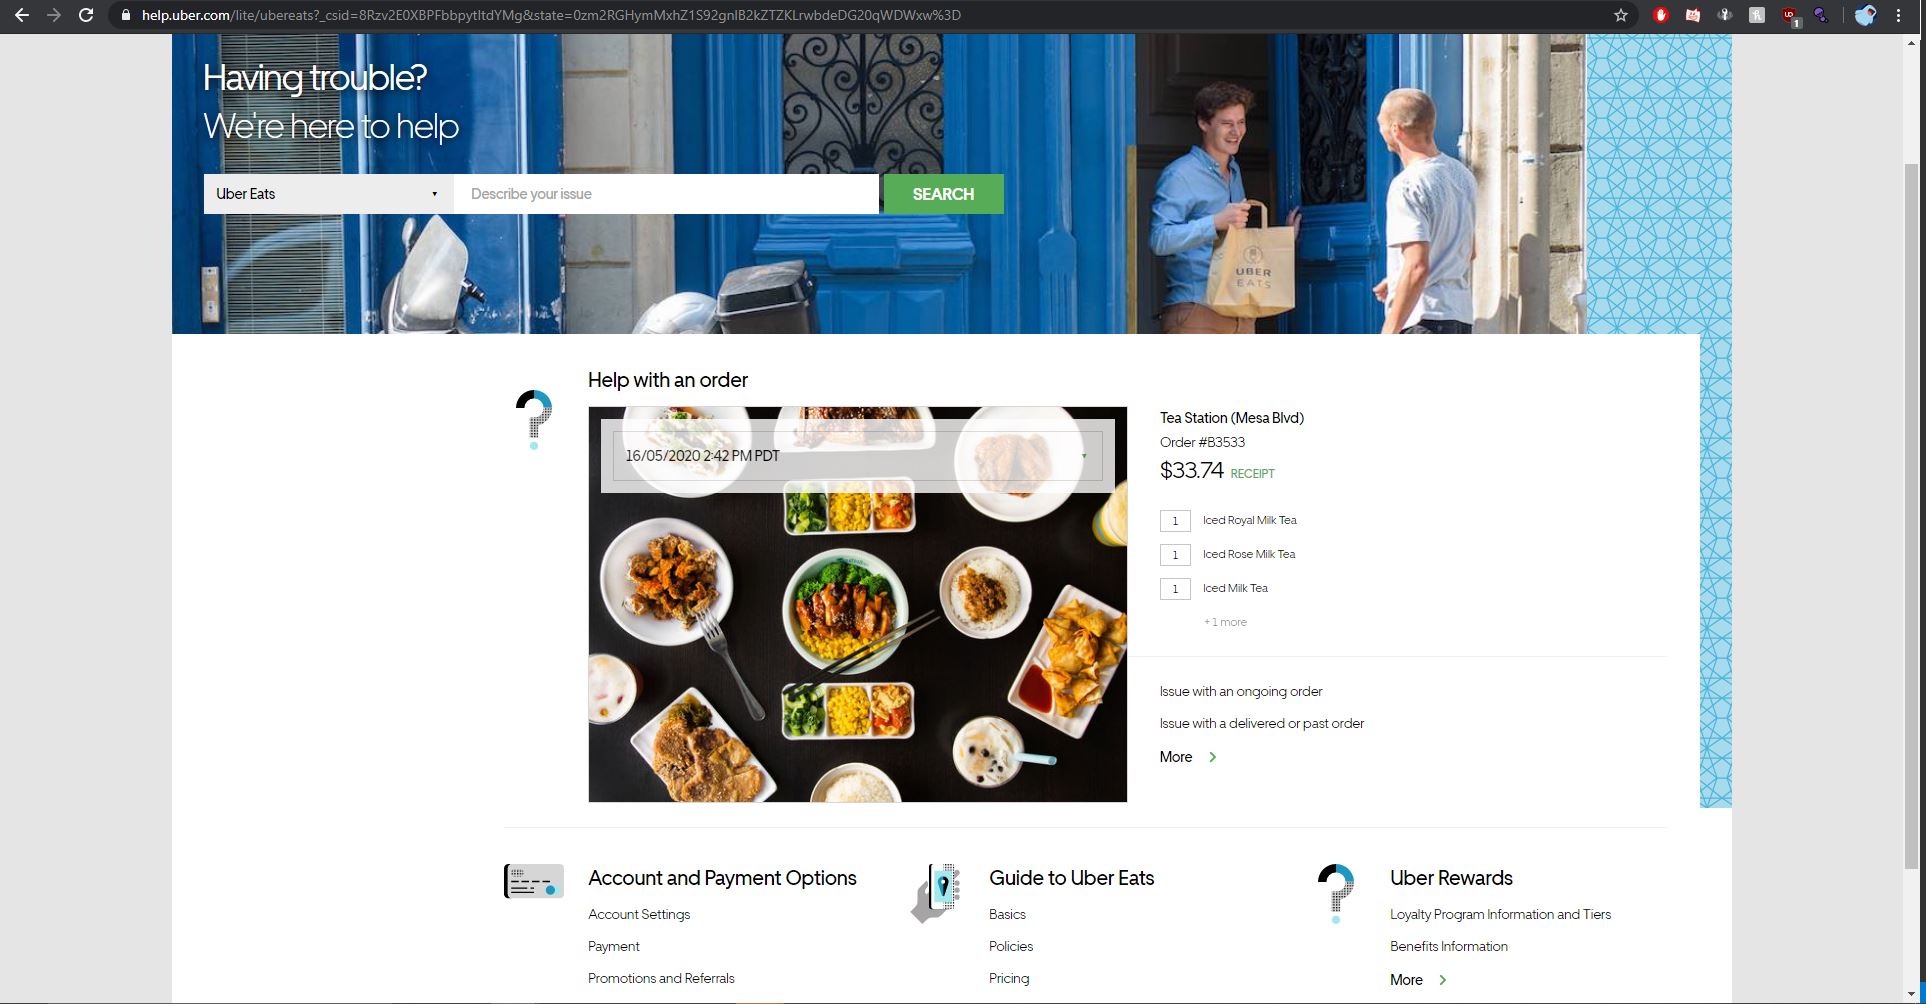 help.uber.com/lite/ubereats?_csid=8Rzv2E0XBPFbbpytItdYMg&state=0zm2RGHymMxhZ1S92gnIB2kZTZKLrwbdeDG20qWDWxw%3D
1
Having trouble?
We're here to help
Uber Eats
Describe your issue
SEARCH
UBER
EATS
Help with an order
16/05/2020 2:42 PM PDT
Tea Station (Mesa Blvd)
Order #B3533
$33.74 RECEIPT
1 Iced Royal Milk Tea
1 Iced Rose Milk Tea
1 Iced Milk Tea
+ 1 more
Issue with an ongoing order
Issue with a delivered or past order
More
Account and Payment Options
Account Settings
Payment
Promotions and Referrals
Guide to Uber Eats
Basics
Policies
Pricing
Uber Rewards
Loyalty Program Information and Tiers
Benefits Information
More